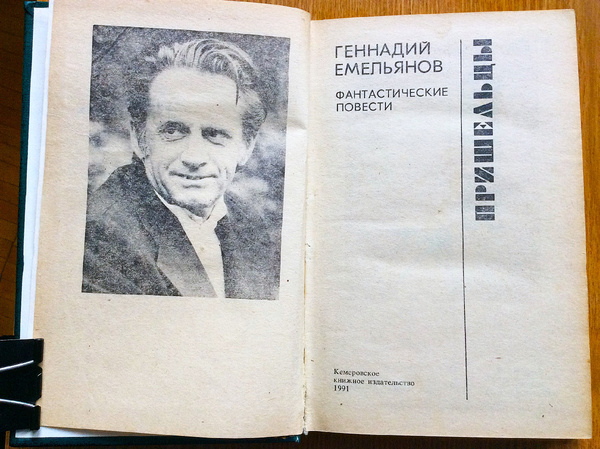 ГЕННАДИЙ
ЕМЕЛЬЯНОВ
ФАНТАСТИЧЕСКИЕ
ПОВЕСТИ
ПРИШЕЛЬЦЫ
Кемеровское
книжное издательство
1991